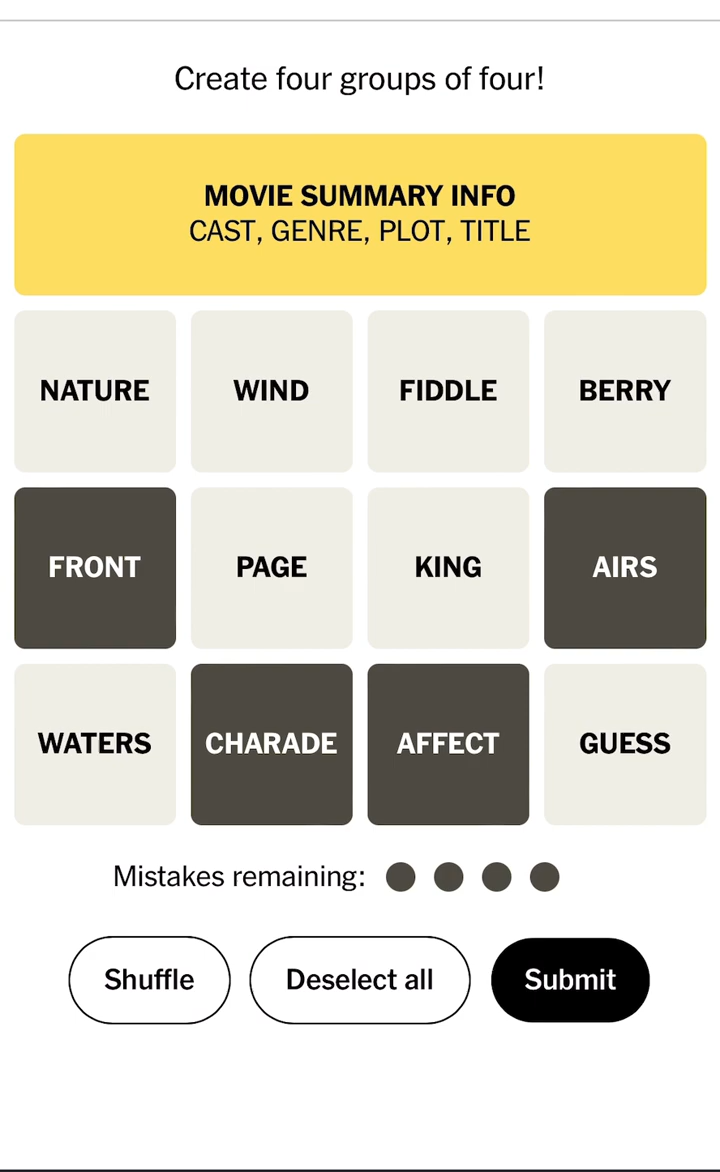 Create four groups of four!
MOVIE SUMMARY INFO
CAST, GENRE, PLOT, TITLE
NATURE WIND FIDDLE BERRY
FRONT PAGE KING AIRS
WATERS CHARADE AFFECT GUESS
Mistakes remaining:
Shuffle Deselect all Submit